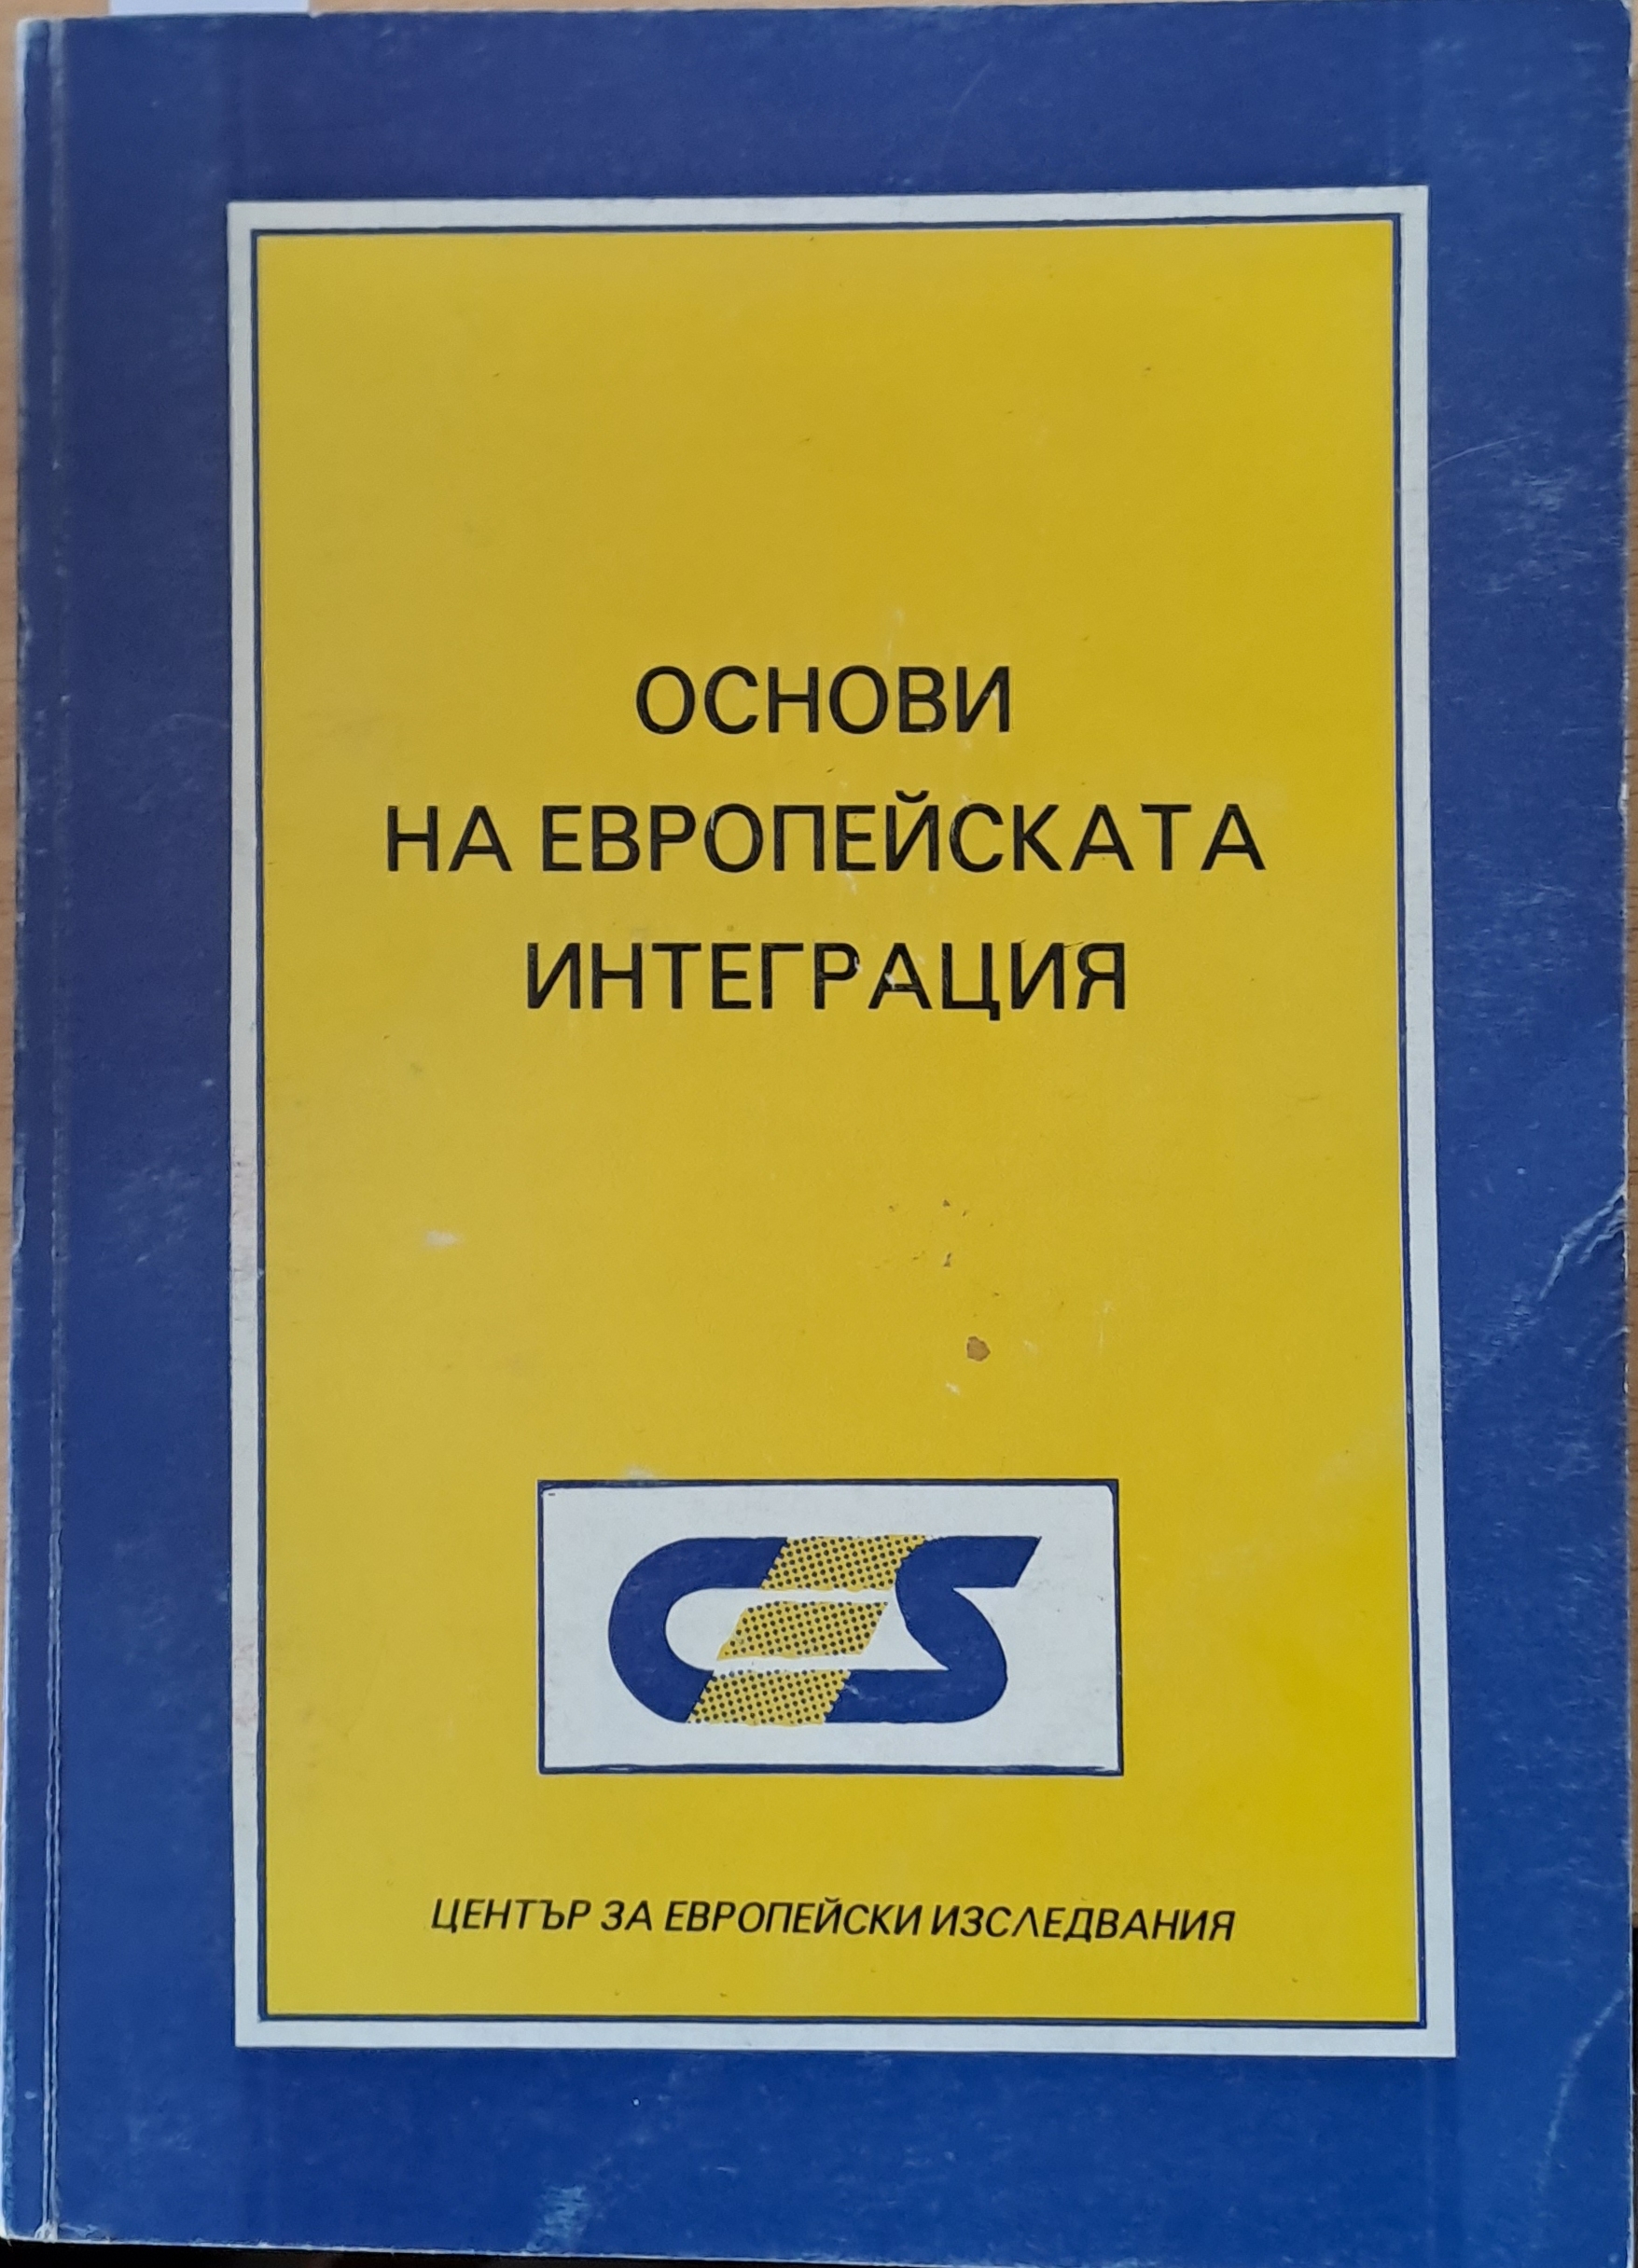 ОСНОВИ
НА ЕВРОПЕЙСКАТА
ИНТЕГРАЦИЯ
CES
ЦЕНТЪР ЗА ЕВРОПЕЙСКИ ИЗСЛЕДВАНИЯ